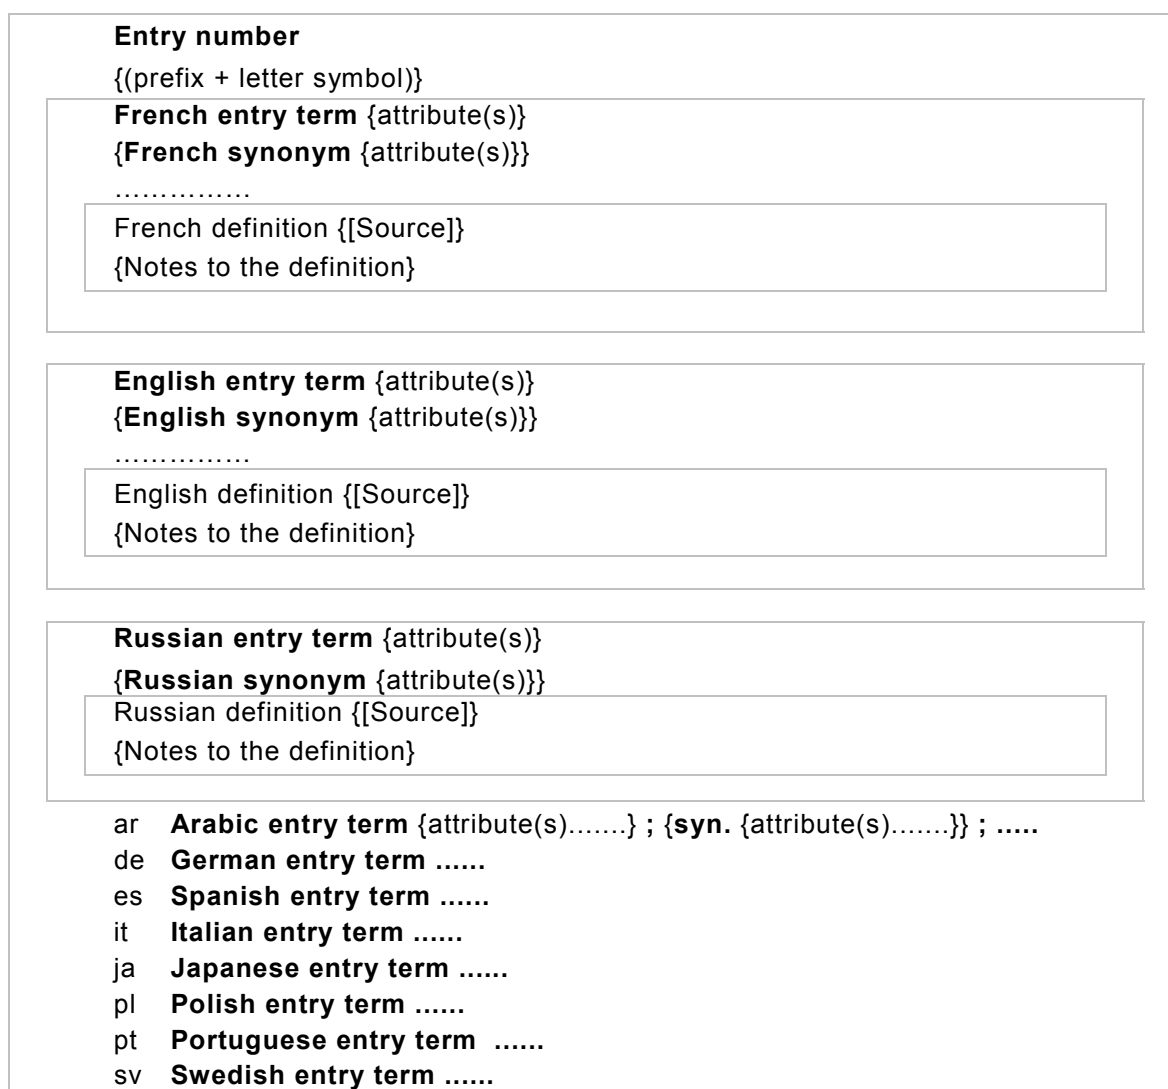 Entry number
{(prefix + letter symbol)}
French entry term {attribute(s)}
{French synonym {attribute(s)}}
……………
French definition {[Source]}
{Notes to the definition}
English entry term {attribute(s)}
{English synonym {attribute(s)}}
……………
English definition {[Source]}
{Notes to the definition}
Russian entry term {attribute(s)}
{Russian synonym {attribute(s)}}
Russian definition {[Source]}
{Notes to the definition}
ar Arabic entry term {attribute(s).......} ; {syn. {attribute(s).......}} ; .....
de German entry term ......
es Spanish entry term ......
it Italian entry term ......
ja Japanese entry term ......
pl Polish entry term ......
pt Portuguese entry term ......
sv Swedish entry term ......